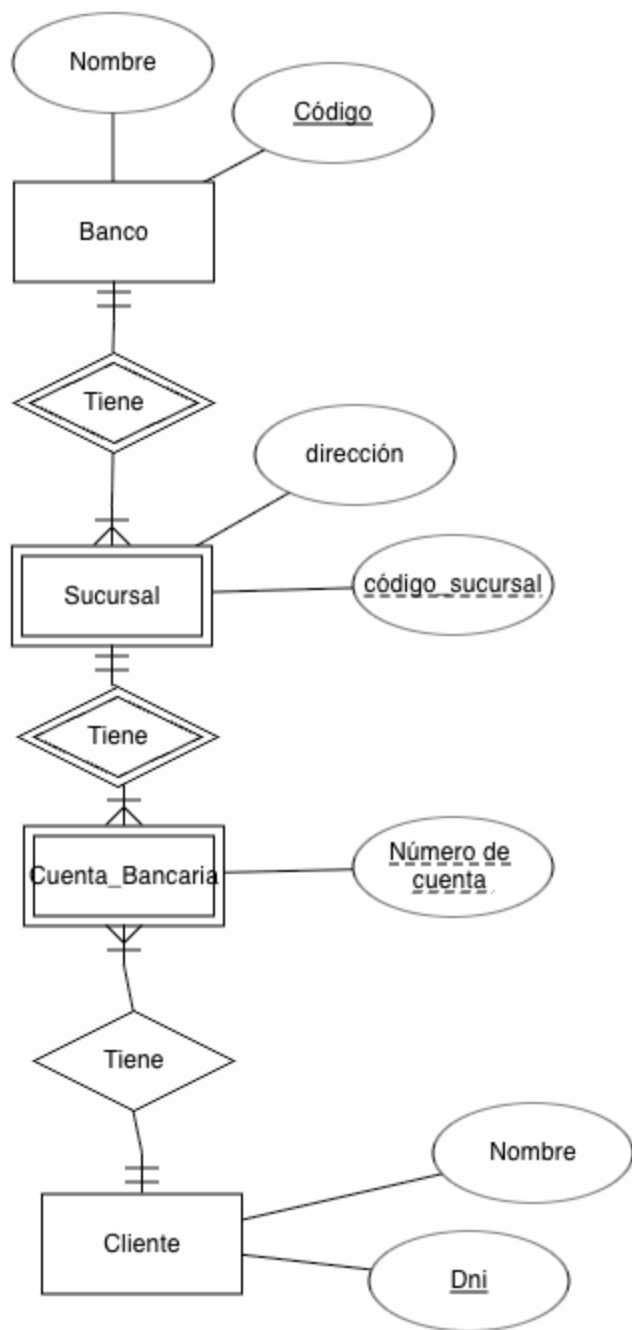 Nombre
Código
Banco
Tiene
dirección
Sucursal
código_sucursal
Tiene
Cuenta_Bancaria
Número de
cuenta
Tiene
Nombre
Cliente
Dni